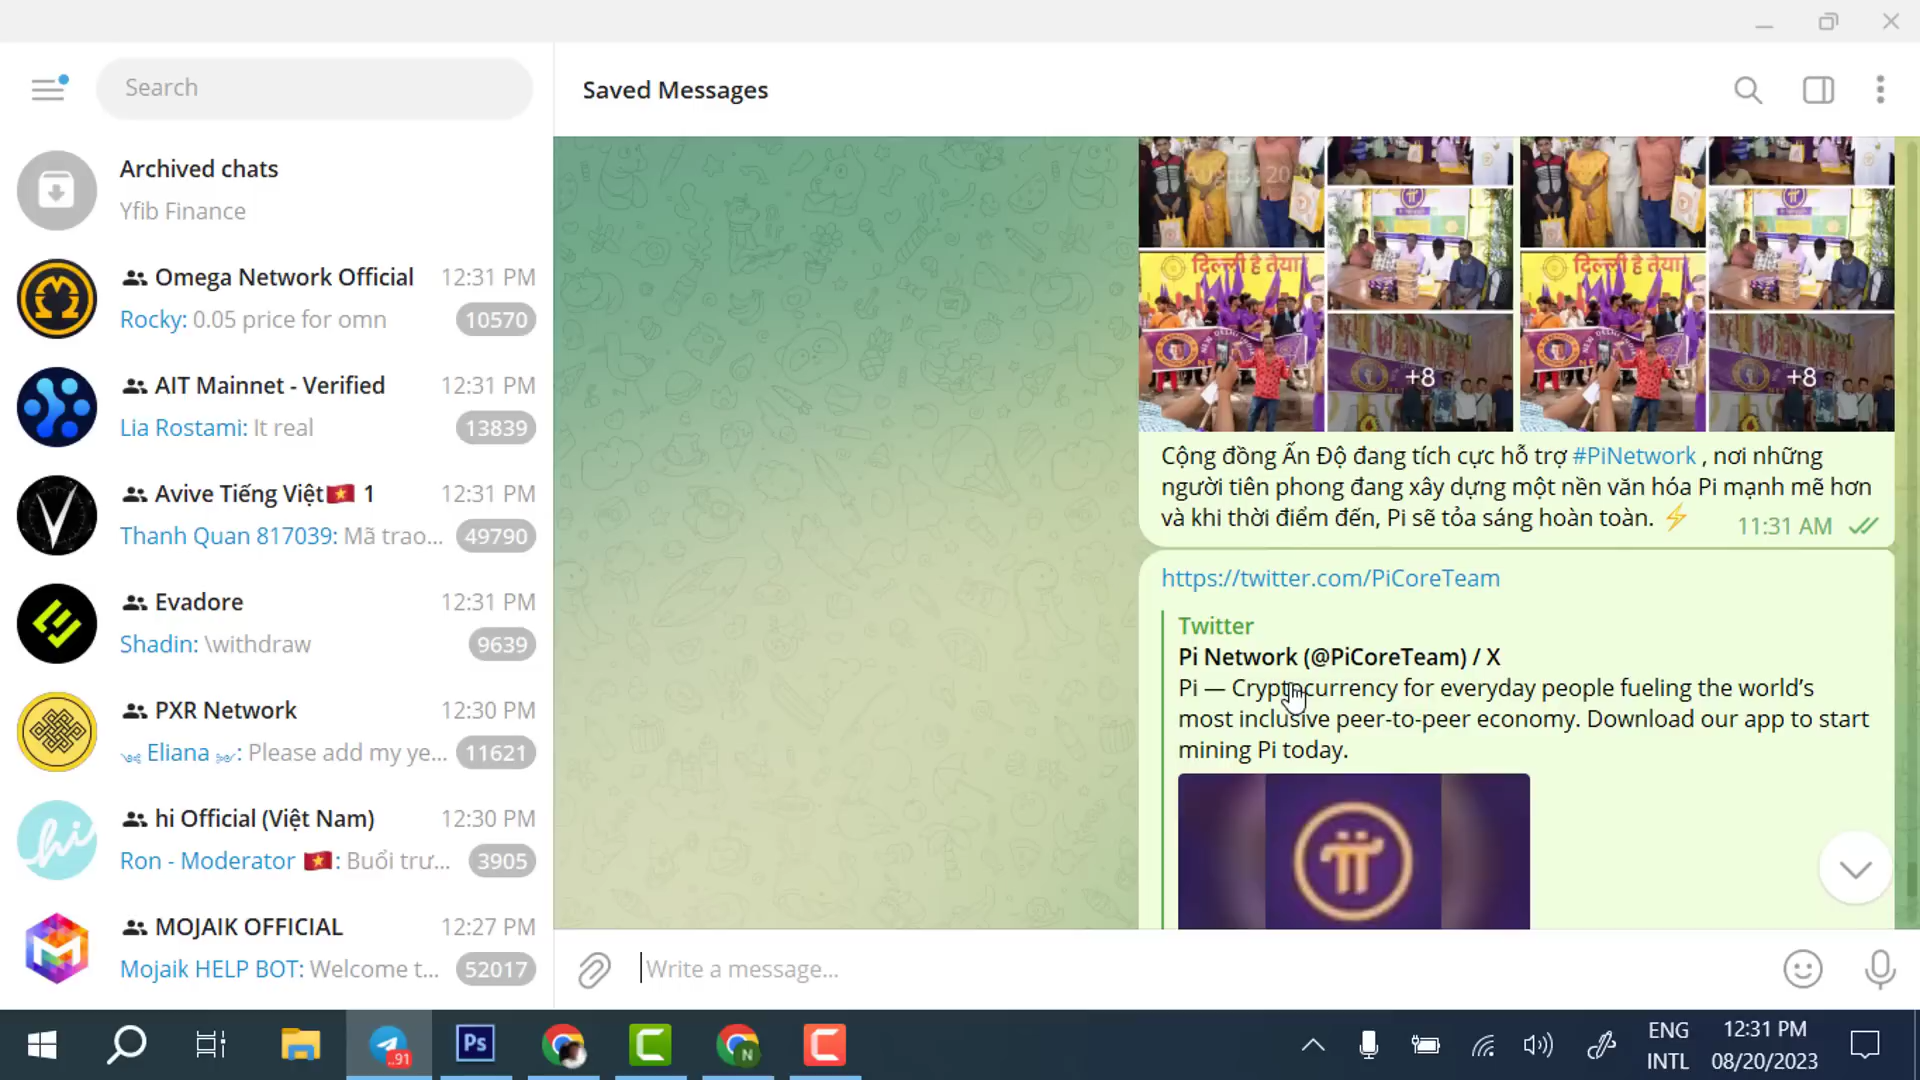 Search
Saved Messages
Archived chats
Yfib Finance
Omega Network Official 12:31 PM
Rocky: 0.05 price for omn 10570
AIT Mainnet - Verified 12:31 PM
Lia Rostami: It real 13839
Avive Tiếng Việt🇻🇳 1 12:31 PM
Thanh Quan 817039: Mã trao... 49790
Evadore 12:31 PM
Shadin: \withdraw 9639
PXR Network 12:30 PM
Eliana : Please add my ye... 11621
hi Official (Việt Nam) 12:30 PM
Ron - Moderator 🇻🇳: Buổi trư... 3905
MOJAIK OFFICIAL 12:27 PM
Mojaik HELP BOT: Welcome t... 52017
August 20
दिल्ली है तैया
दिल्ली है तैया
+8
+8
Cộng đồng Ấn Độ đang tích cực hỗ trợ #PiNetwork , nơi những
người tiên phong đang xây dựng một nền văn hóa Pi mạnh mẽ hơn
và khi thời điểm đến, Pi sẽ tỏa sáng hoàn toàn. ⚡ 11:31 AM
https://twitter.com/PiCoreTeam
Twitter
Pi Network (@PiCoreTeam) / X
Pi — Cryptocurrency for everyday people fueling the world’s
most inclusive peer-to-peer economy. Download our app to start
mining Pi today.
Write a message...
hi
..91
Ps
N
ENG
INTL
12:31 PM
08/20/2023